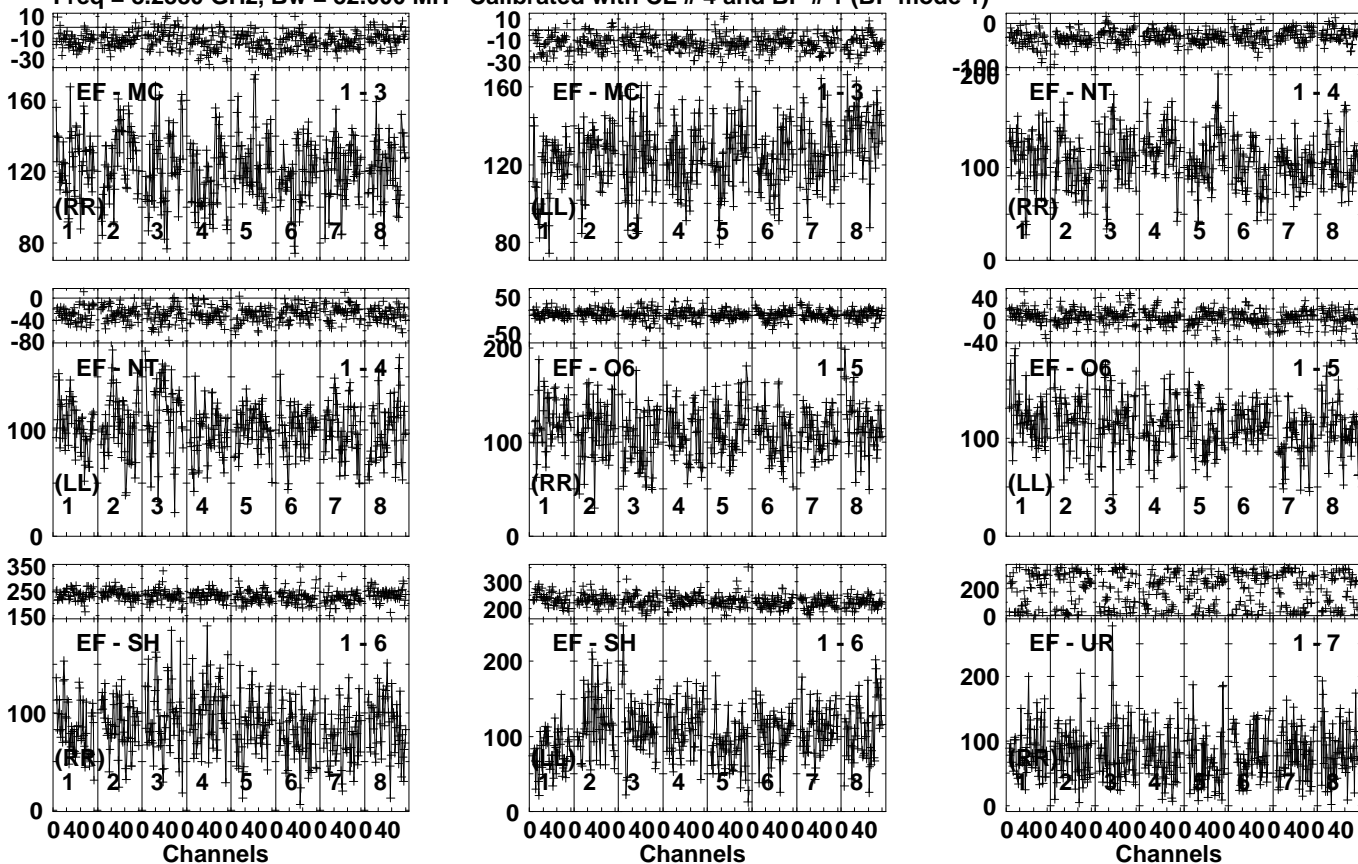 Freq = GHz, Bw = MH Calibrated with CL # 4 and BP # 1 (BP mode 1)
10 -10 -30
160 120 80
EF - MC 1 - 3
(RR)
1 2 3 4 5 6 7 8
10 -10 -30
160 120 80
EF - MC 1 - 3
(LL)
1 2 3 4 5 6 7 8
0 -100
200 100 0
EF - NT 1 - 4
(RR)
1 2 3 4 5 6 7 8
0 -40 -80
100 0
EF - NT 1 - 4
(LL)
1 2 3 4 5 6 7 8
50 -50
200 100 0
EF - O6 1 - 5
(RR)
1 2 3 4 5 6 7 8
40 0 -40
100 0
EF - O6 1 - 5
(LL)
1 2 3 4 5 6 7 8
350 250 150
100 0
EF - SH 1 - 6
(RR)
1 2 3 4 5 6 7 8
300 200
200 100 0
EF - SH 1 - 6
(LL)
1 2 3 4 5 6 7 8
200 0
200 100 0
EF - UR 1 - 7
(RR)
1 2 3 4 5 6 7 8
0 40 0 40 0 40 0 40 0 40 0 40 0 40 0 40
Channels
0 40 0 40 0 40 0 40 0 40 0 40 0 40 0 40
Channels
0 40 0 40 0 40 0 40 0 40 0 40 0 40 0 40
Channels